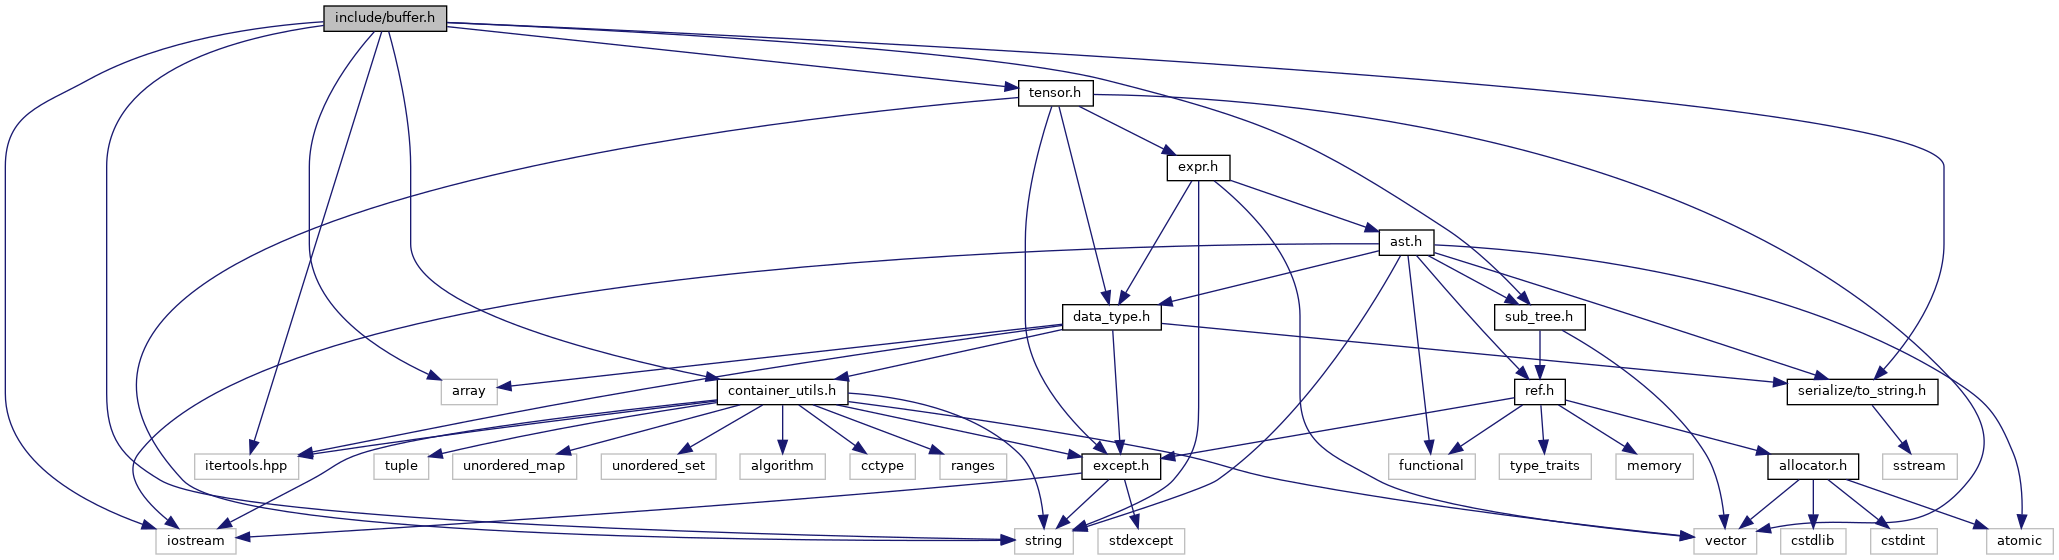 include/buffer.h
tensor.h
expr.h
ast.h
data_type.h
sub_tree.h
array
container_utils.h
ref.h
serialize/to_string.h
itertools.hpp
tuple
unordered_map
unordered_set
algorithm
cctype
ranges
except.h
functional
type_traits
memory
allocator.h
sstream
iostream
string
stdexcept
vector
cstdlib
cstdint
atomic